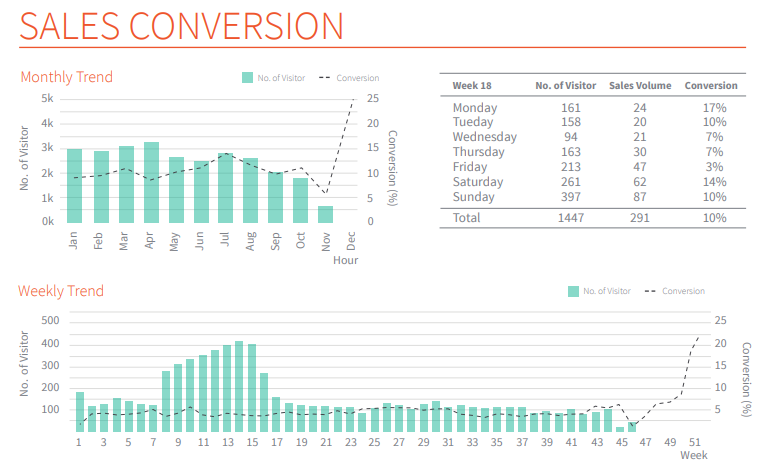 SALES CONVERSION
Monthly Trend
No. of Visitor
Conversion
5k
4k
3k
2k
1k
0k
No. of Visitor
25
20
15
10
5
0
Conversion (%)
Jan Feb Mar Apr May Jun Jul Aug Sep Oct Nov Dec
Hour
Week 18 No. of Visitor Sales Volume Conversion
Monday 161 24 17%
Tueday 158 20 10%
Wednesday 94 21 7%
Thursday 163 30 7%
Friday 213 47 3%
Saturday 261 62 14%
Sunday 397 87 10%
Total 1447 291 10%
Weekly Trend
No. of Visitor
Conversion
500
400
300
200
100
No. of Visitor
25
20
15
10
5
Conversion (%)
1 3 5 7 9 11 13 15 17 19 21 23 25 27 29 31 33 35 37 39 41 43 45 47 49 51
Week